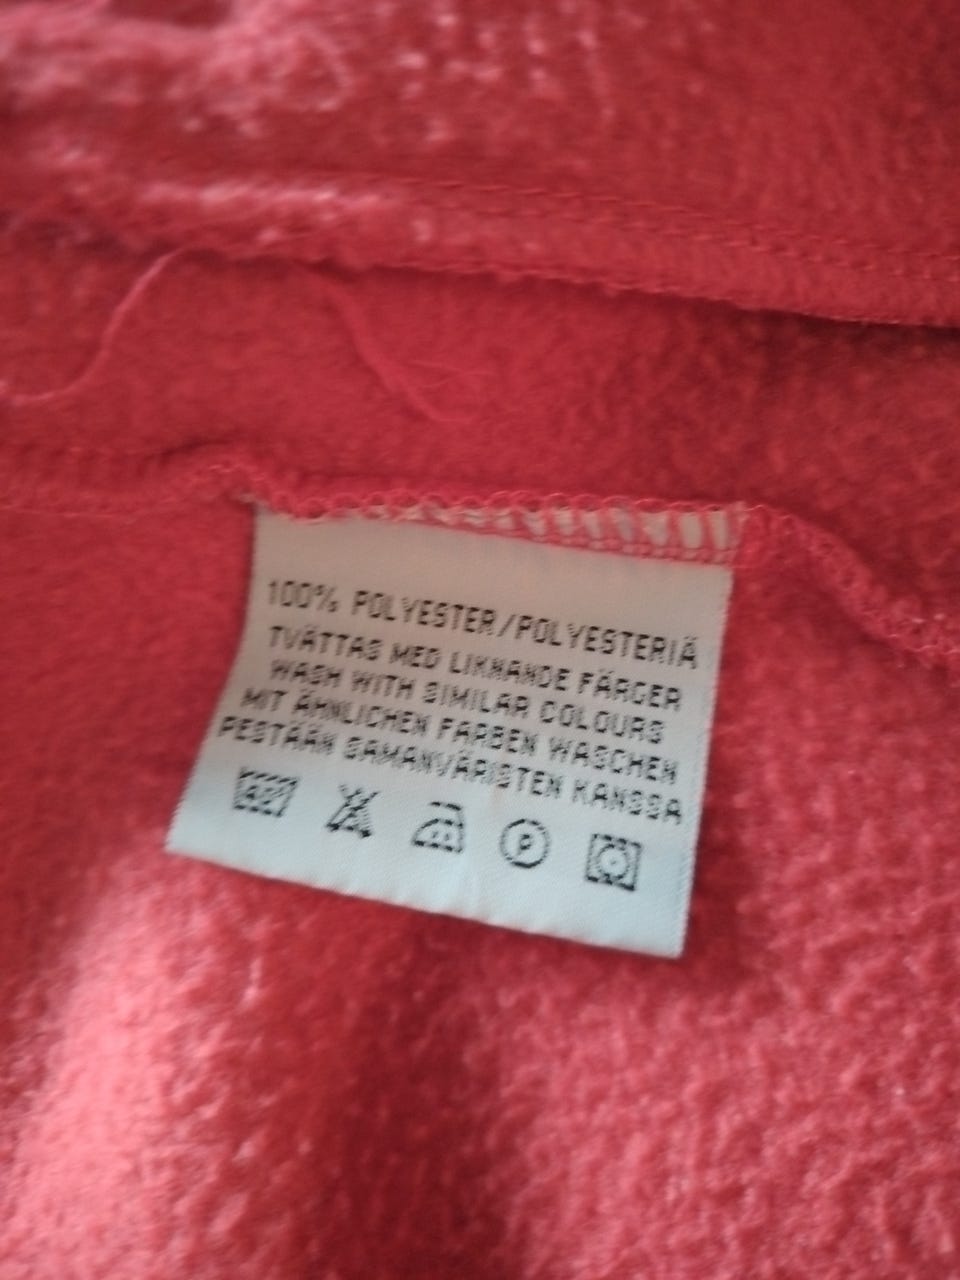 100% POLYESTER/POLYESTERIÄ
TVÄTTAS MED LIKNANDE FÄRGER
WASH WITH SIMILAR COLOURS
MIT ÄHNLICHEN FARBEN WASCHEN
PESTÄÄN SAMANVÄRISTEN KANSSA
P